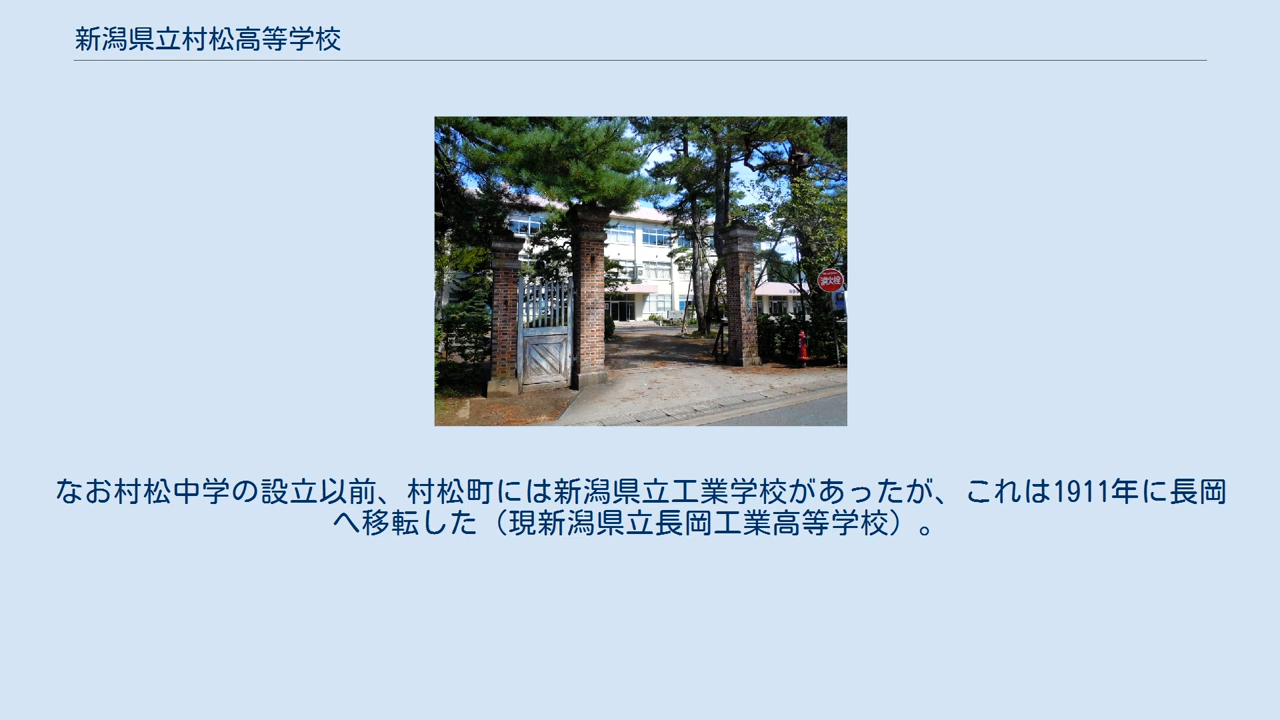 新潟県立村松高等学校
消火栓
なお村松中学の設立以前、村松町には新潟県立工業学校があったが、これは1911年に長岡
へ移転した（現新潟県立長岡工業高等学校）。